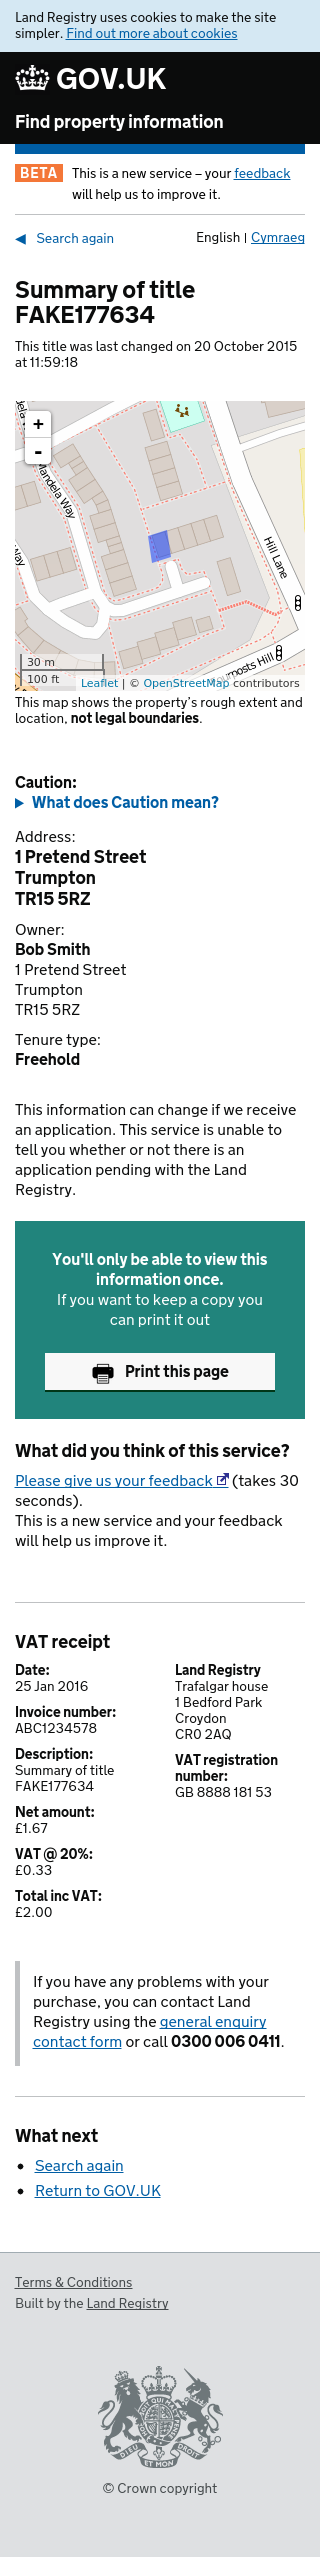 Land Registry uses cookies to make the site
simpler. Find out more about cookies
GOV.UK
Find property information
BETA This is a new service – your feedback
will help us to improve it.
◀ Search again English | Cymraeg
Summary of title
FAKE177634
This title was last changed on 20 October 2015
at 11:59:18
+
-
Mandela Way
Way
Hill Lane
30 m
100 ft
Leaflet | © OpenStreetMap contributors
This map shows the property's rough extent and
location, not legal boundaries.
Caution:
What does Caution mean?
Address:
1 Pretend Street
Trumpton
TR15 5RZ
Owner:
Bob Smith
1 Pretend Street
Trumpton
TR15 5RZ
Tenure type:
Freehold
This information can change if we receive
an application. This service is unable to
tell you whether or not there is an
application pending with the Land
Registry.
You'll only be able to view this
information once.
If you want to keep a copy you
can print it out
Print this page
What did you think of this service?
Please give us your feedback (takes 30
seconds).
This is a new service and your feedback
will help us improve it.
VAT receipt
Date:
25 Jan 2016
Invoice number:
ABC1234578
Description:
Summary of title
FAKE177634
Net amount:
£1.67
VAT @ 20%:
£0.33
Total inc VAT:
£2.00
Land Registry
Trafalgar house
1 Bedford Park
Croydon
CR0 2AQ
VAT registration
number:
GB 8888 181 53
If you have any problems with your
purchase, you can contact Land
Registry using the general enquiry
contact form or call 0300 006 0411.
What next
• Search again
• Return to GOV.UK
Terms & Conditions
Built by the Land Registry
DIEU ET MON DROIT
© Crown copyright